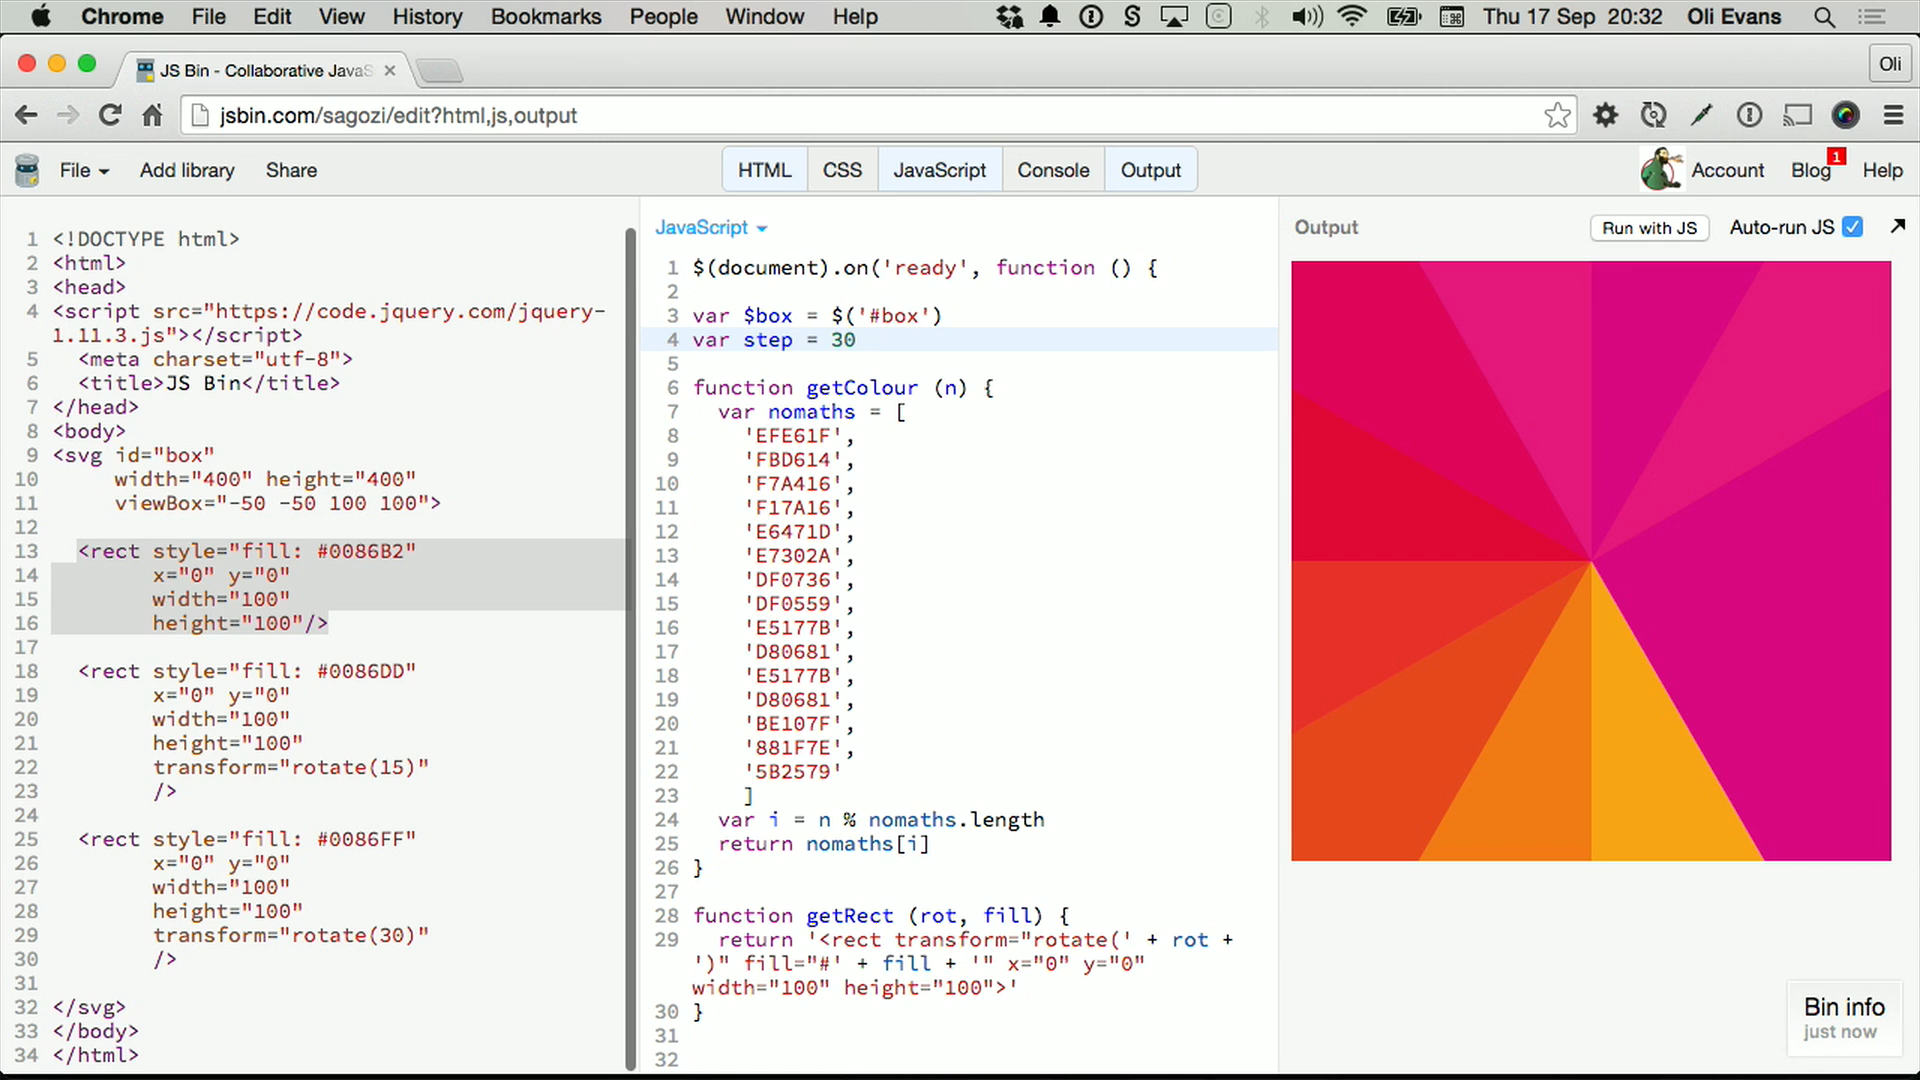 Chrome File Edit View History Bookmarks People Window Help Thu 17 Sep 20:32 Oli Evans
JS Bin - Collaborative JavaS
Oli
jsbin.com/sagozi/edit?html,js,output
File Add library Share HTML CSS JavaScript Console Output Account Blog 1 Help
1 <!DOCTYPE html>
2 <html>
3 <head>
4 <script src="https://code.jquery.com/jquery-
1.11.3.js"></script>
5 <meta charset="utf-8">
6 <title>JS Bin</title>
7 </head>
8 <body>
9 <svg id="box"
10 width="400" height="400"
11 viewBox="-50 -50 100 100">
12
13 <rect style="fill: #0086B2"
14 x="0" y="0"
15 width="100"
16 height="100"/>
17
18 <rect style="fill: #0086DD"
19 x="0" y="0"
20 width="100"
21 height="100"
22 transform="rotate(15)"
23 />
24
25 <rect style="fill: #0086FF"
26 x="0" y="0"
27 width="100"
28 height="100"
29 transform="rotate(30)"
30 />
31
32 </svg>
33 </body>
34 </html>
JavaScript
1 $(document).on('ready', function () {
2
3 var $box = $('#box')
4 var step = 30
5
6 function getColour (n) {
7 var nomaths = [
8 'EFE61F',
9 'FBD614',
10 'F7A416',
11 'F17A16',
12 'E6471D',
13 'E7302A',
14 'DF0736',
15 'DF0559',
16 'E5177B',
17 'D80681',
18 'E5177B',
19 'D80681',
20 'BE107F',
21 '881F7E',
22 '5B2579'
23 ]
24 var i = n % nomaths.length
25 return nomaths[i]
26 }
27
28 function getRect (rot, fill) {
29 return '<rect transform="rotate(' + rot +
')" fill="#' + fill + '" x="0" y="0"
width="100" height="100">'
30 }
31
32
Output Run with JS Auto-run JS
Bin info
just now